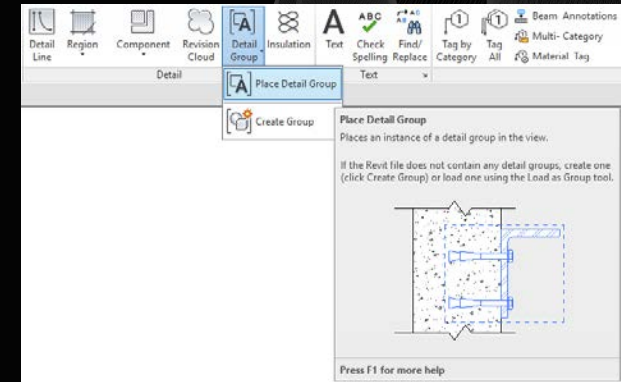 Detail Line
Region
Component
Revision Cloud
Detail Group
Insulation
Text
Check Spelling
Find/ Replace
Tag by Category
Tag All
Beam Annotations
Multi- Category
Material Tag
Detail
Text
Place Detail Group
Create Group
Place Detail Group
Places an instance of a detail group in the view.
If the Revit file does not contain any detail groups, create one
(click Create Group) or load one using the Load as Group tool.
Press F1 for more help